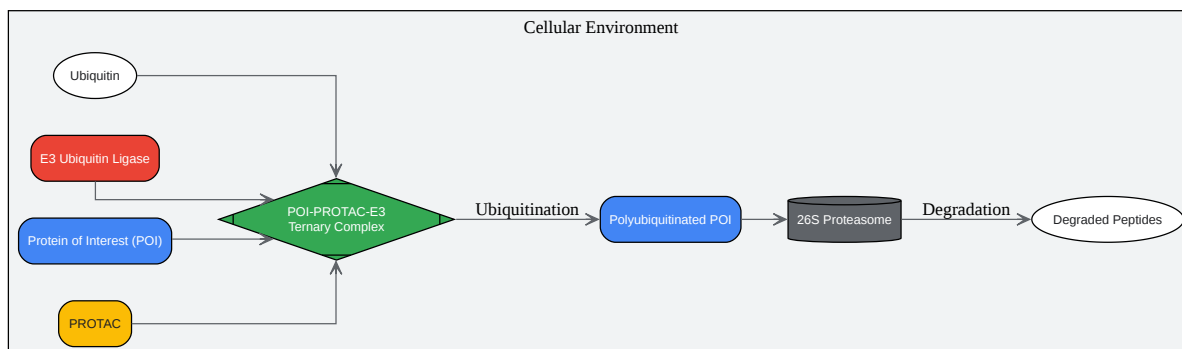 Cellular Environment
Ubiquitin
E3 Ubiquitin Ligase
Protein of Interest (POI)
PROTAC
POI-PROTAC-E3
Ternary Complex
Ubiquitination
Polyubiquitinated POI
26S Proteasome
Degradation
Degraded Peptides